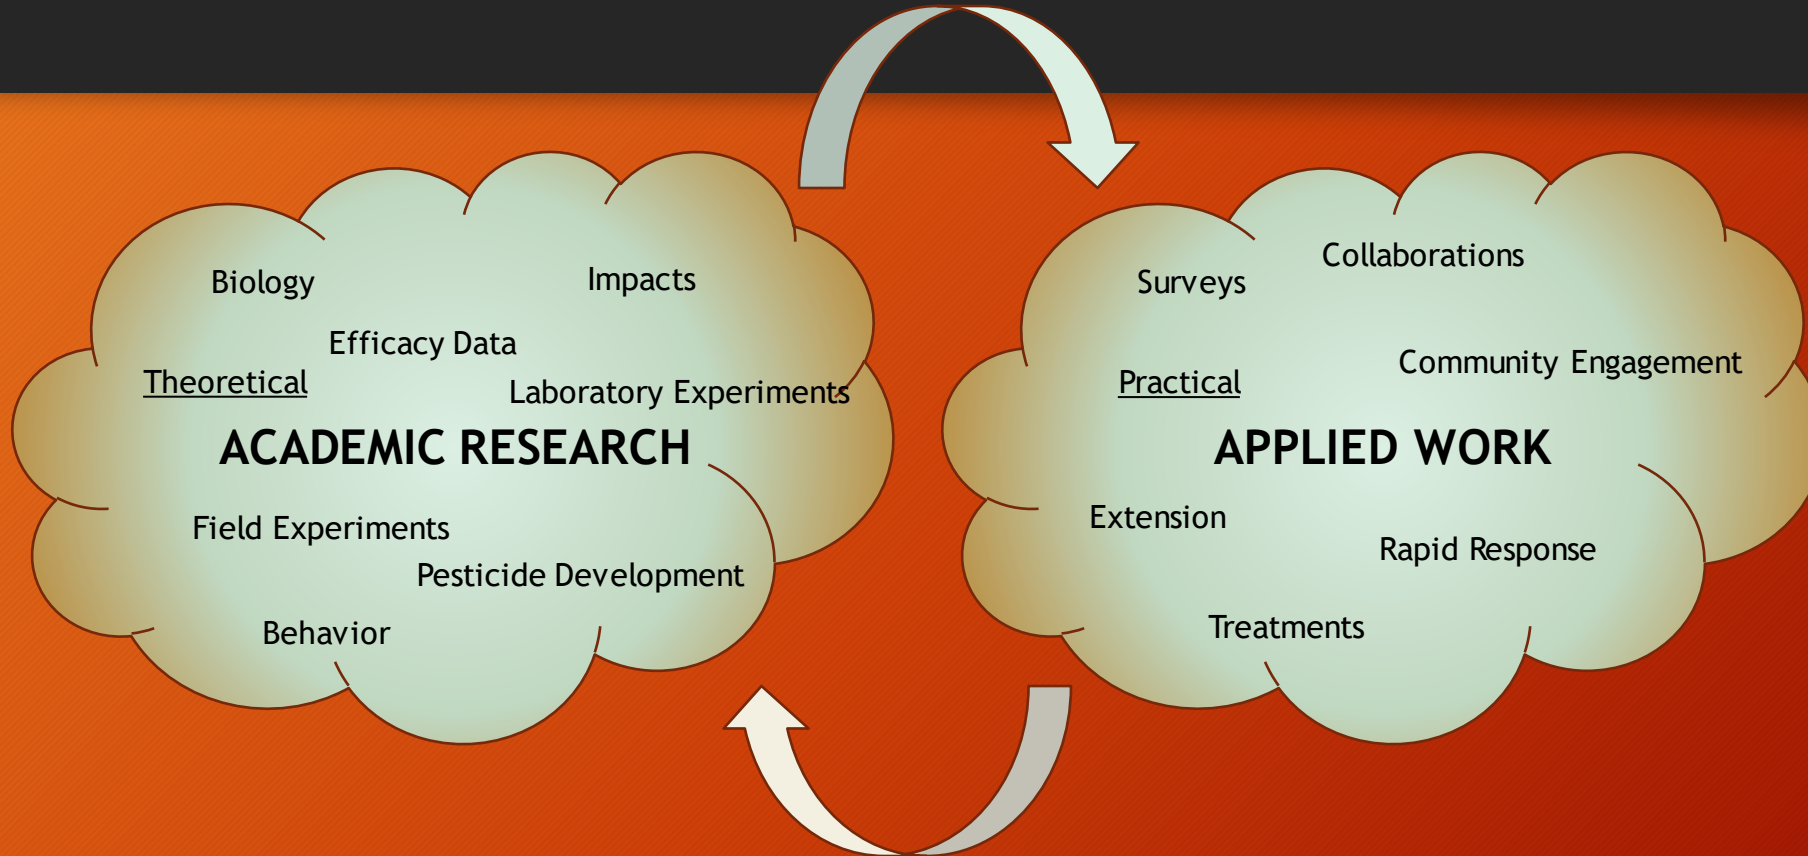 Biology
Impacts
Efficacy Data
Theoretical
Laboratory Experiments
ACADEMIC RESEARCH
Field Experiments
Pesticide Development
Behavior
Collaborations
Surveys
Community Engagement
Practical
APPLIED WORK
Extension
Rapid Response
Treatments